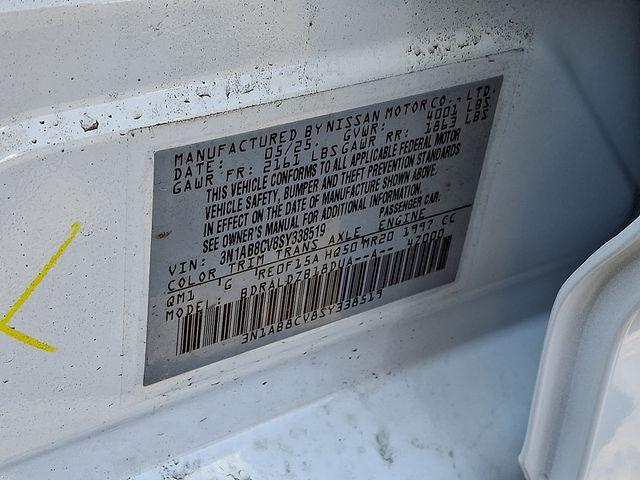 MANUFACTURED BY NISSAN MOTOR CO., LTD.
DATE: 05/25 GVWR: 4001 LBS
GAWR FR: 2161 LBS GAWR RR: 1863 LBS
THIS VEHICLE CONFORMS TO ALL APPLICABLE FEDERAL MOTOR
VEHICLE SAFETY, BUMPER AND THEFT PREVENTION STANDARDS
IN EFFECT ON THE DATE OF MANUFACTURE SHOWN ABOVE.
SEE OWNER'S MANUAL FOR ADDITIONAL INFORMATION.
VIN: 3N1AB8CV8SY338519 PASSENGER CAR
COLOR TRIM TRANS AXLE ENGINE
QM1 G RE0F15A HQ50 MR20 1997 CC
MODEL: BDRALDZB18DUA--A-- 47000
3N1AB8CV8SY338519